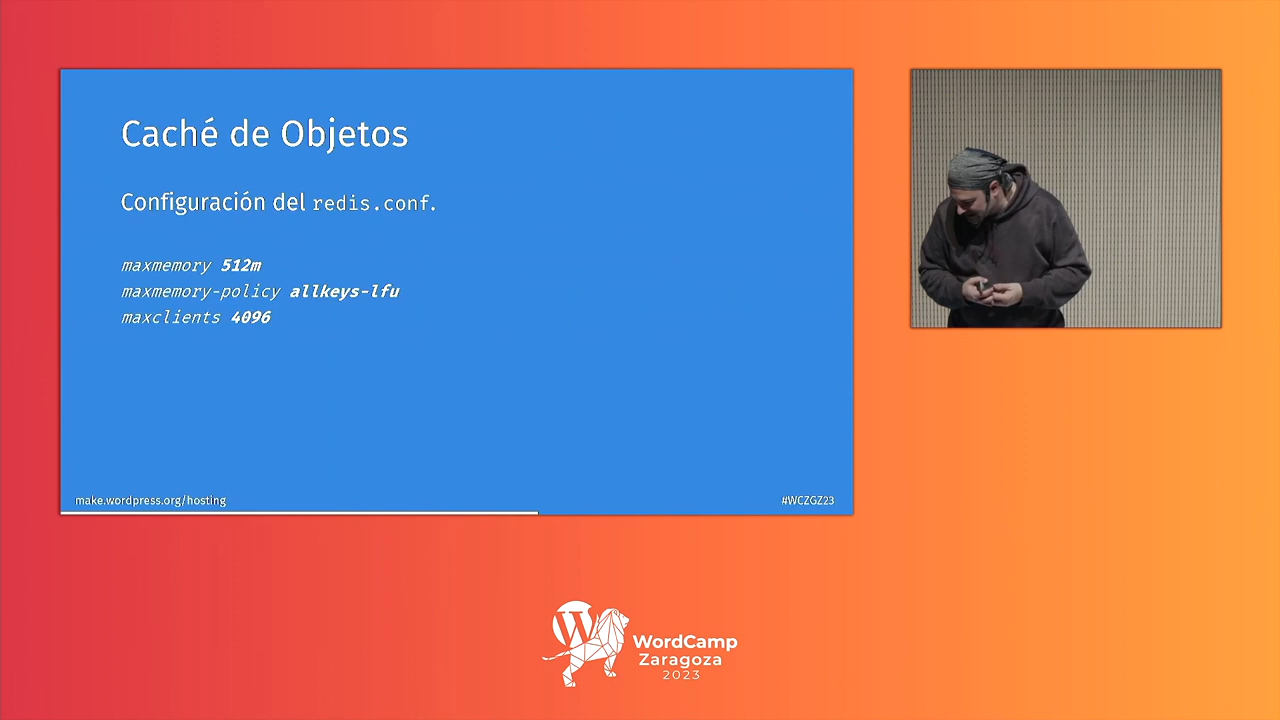 Caché de Objetos
Configuración del redis.conf.
maxmemory 512m
maxmemory-policy allkeys-lfu
maxclients 4096
make.wordpress.org/hosting
#WCZGZ23
WordCamp
Zaragoza
2023